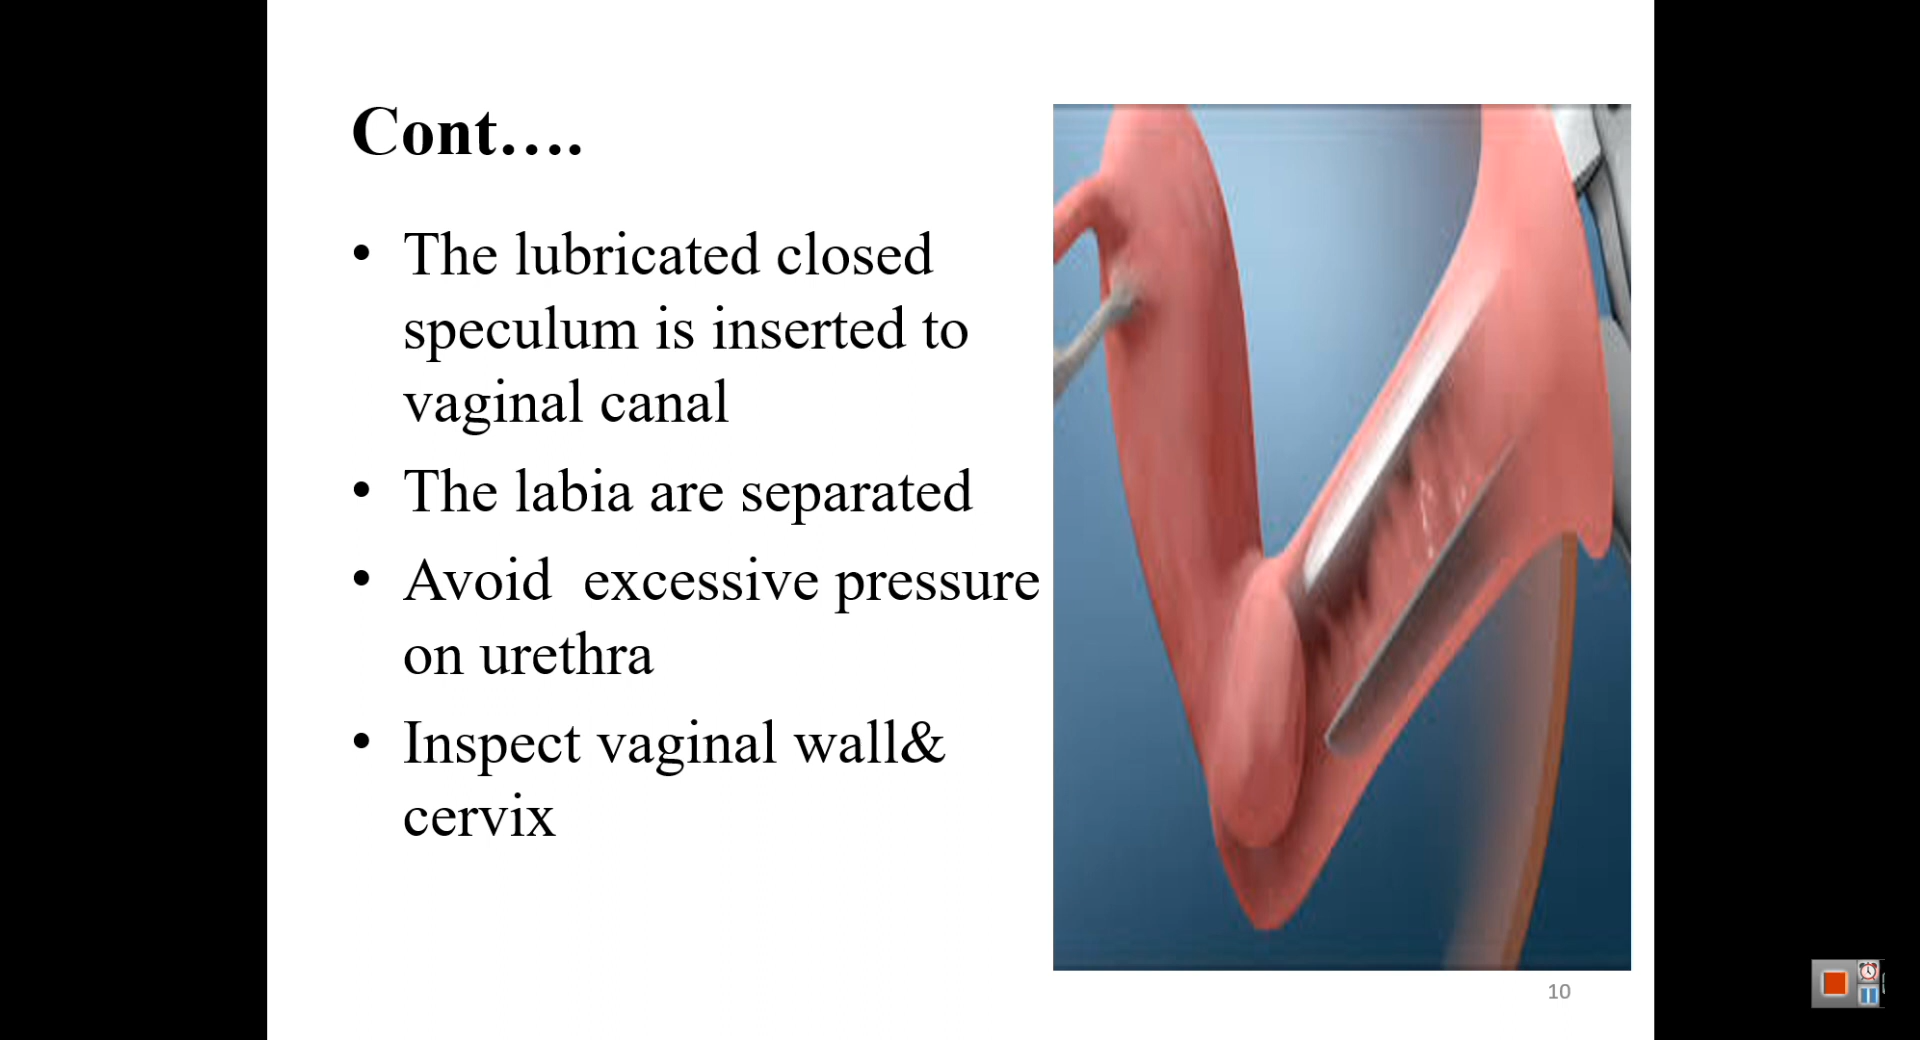 Cont….
• The lubricated closed
speculum is inserted to
vaginal canal
• The labia are separated
• Avoid  excessive pressure
on urethra
• Inspect vaginal wall&
cervix
10